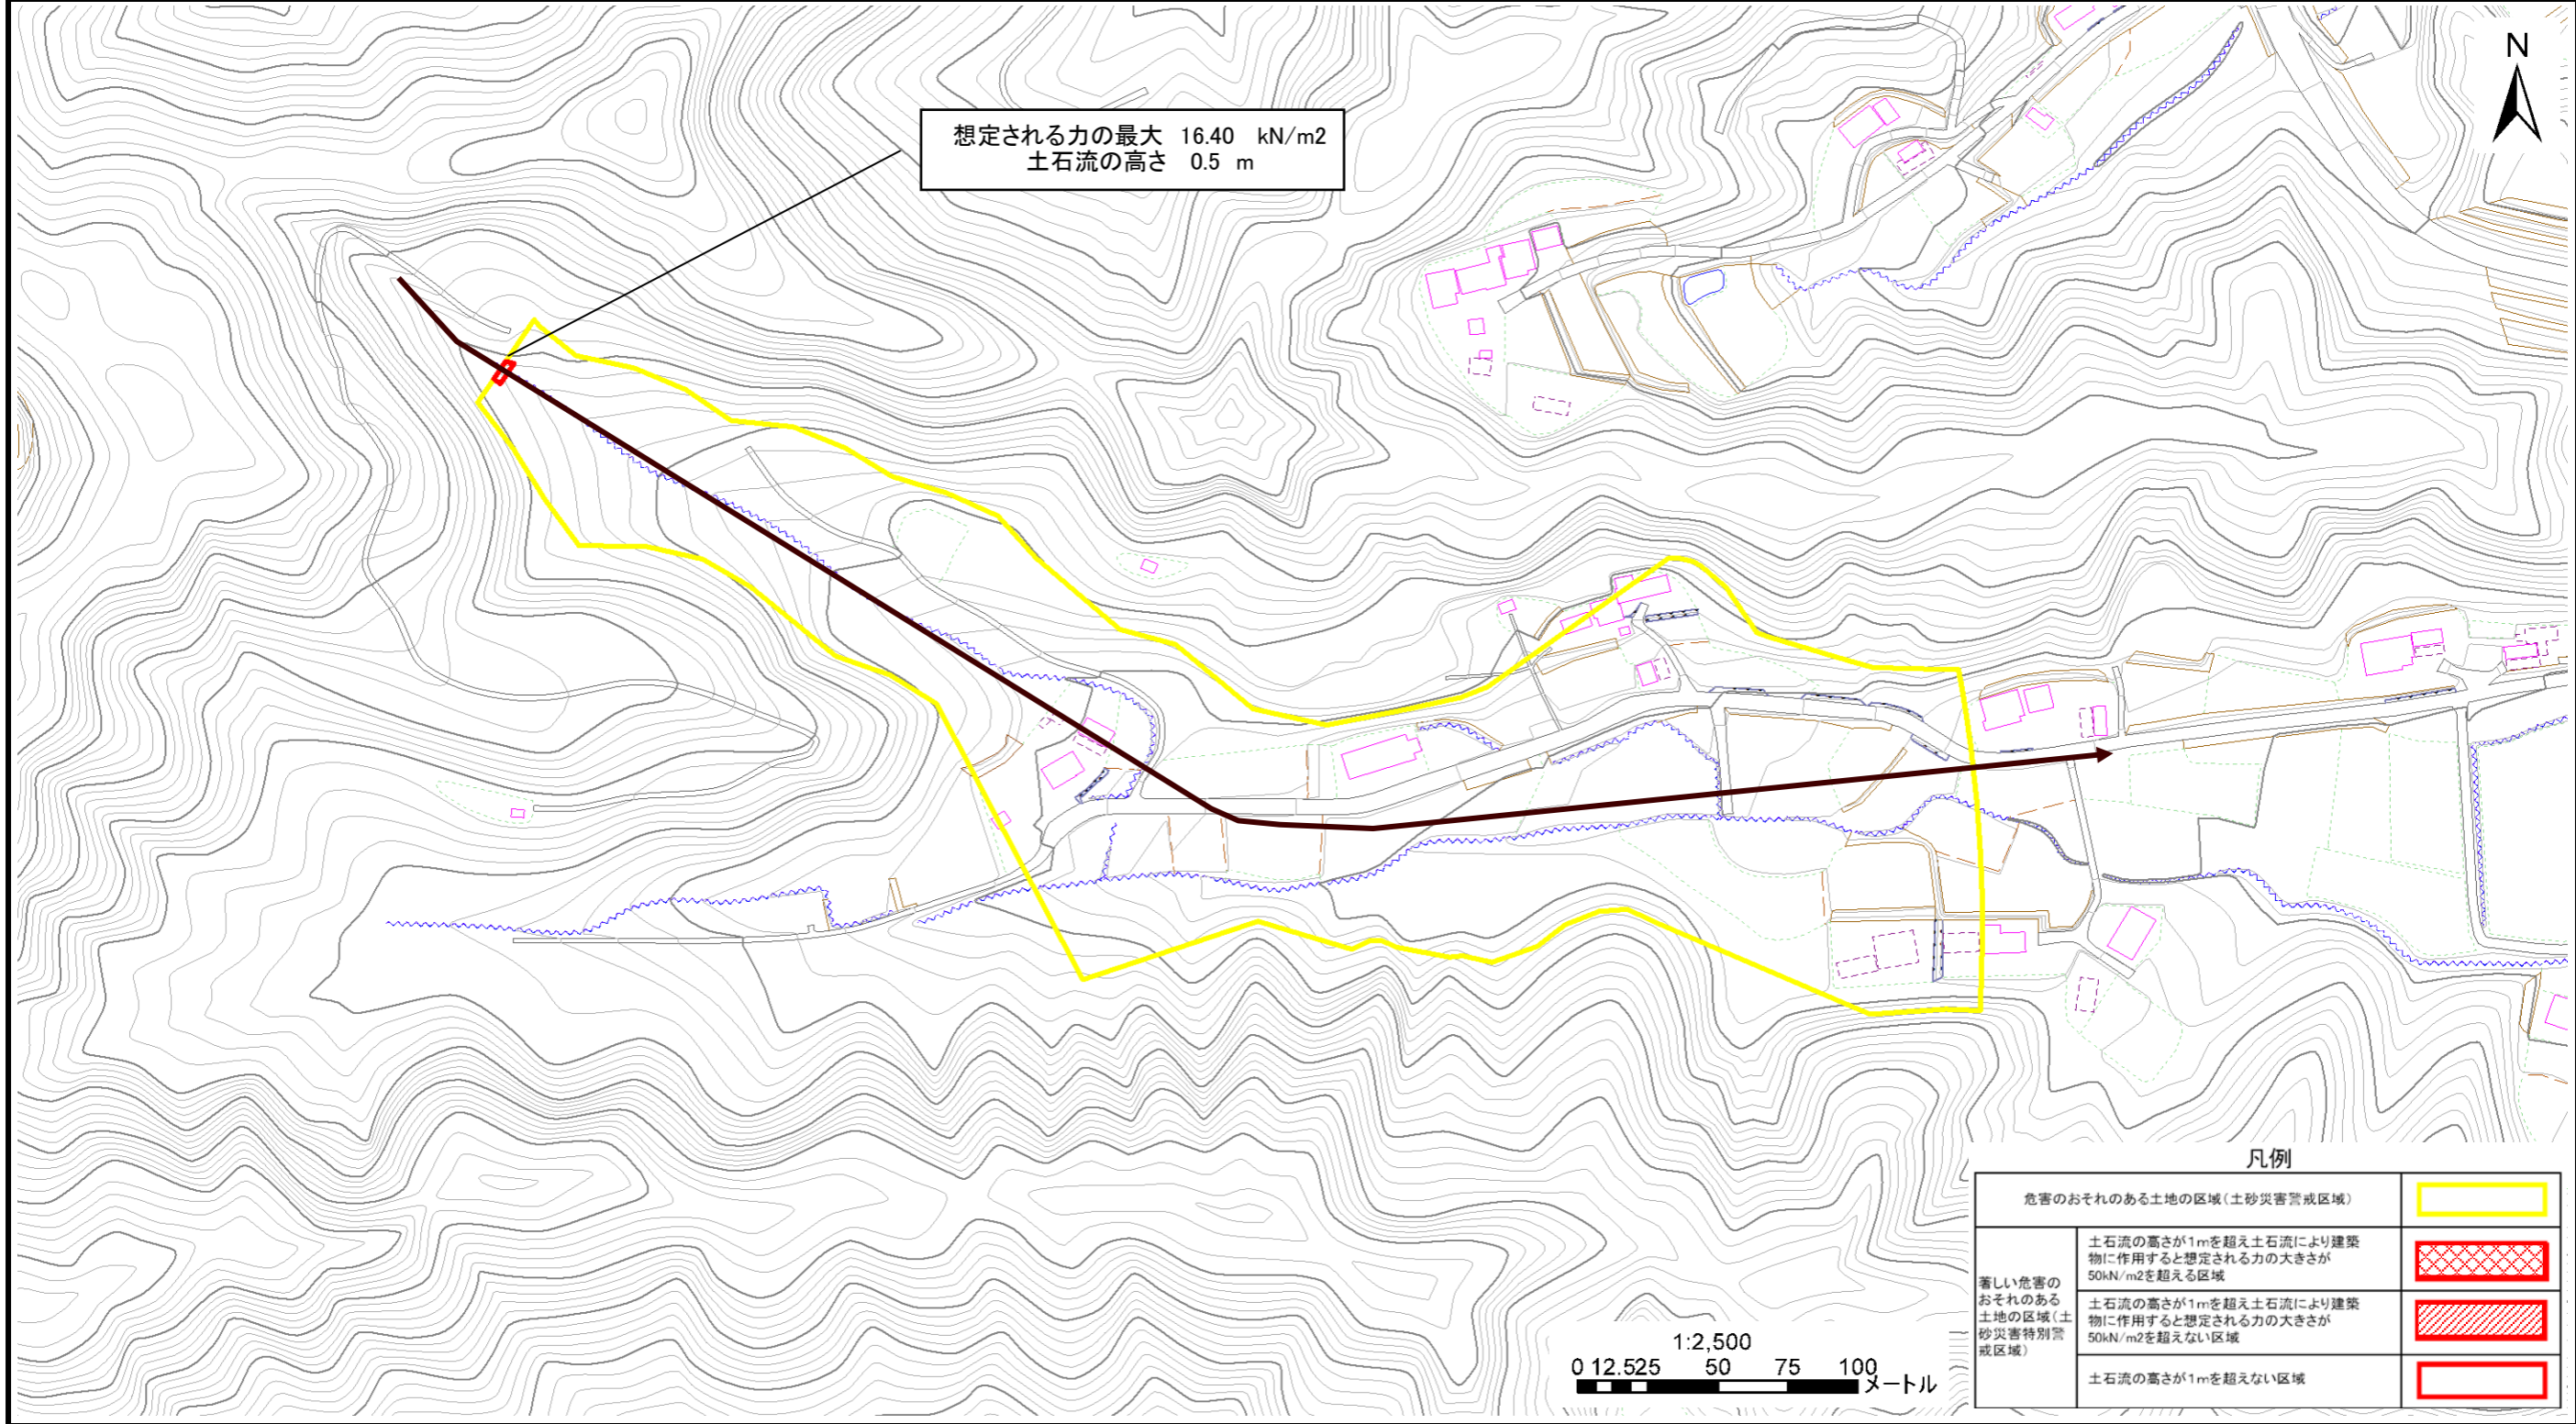 N
想定される力の最大 16.40 kN/m2
土石流の高さ 0.5 m
凡例
危害のおそれのある土地の区域(土砂災害警戒区域)
著しい危害の
おそれのある
土地の区域(土
砂災害特別警
戒区域)
土石流の高さが1mを超え土石流により建築
物に作用すると想定される力の大きさが
50kN/m2を超える区域
土石流の高さが1mを超え土石流により建築
物に作用すると想定される力の大きさが
50kN/m2を超えない区域
土石流の高さが1mを超えない区域
1:2,500
0 12.525 50 75 100
メートル